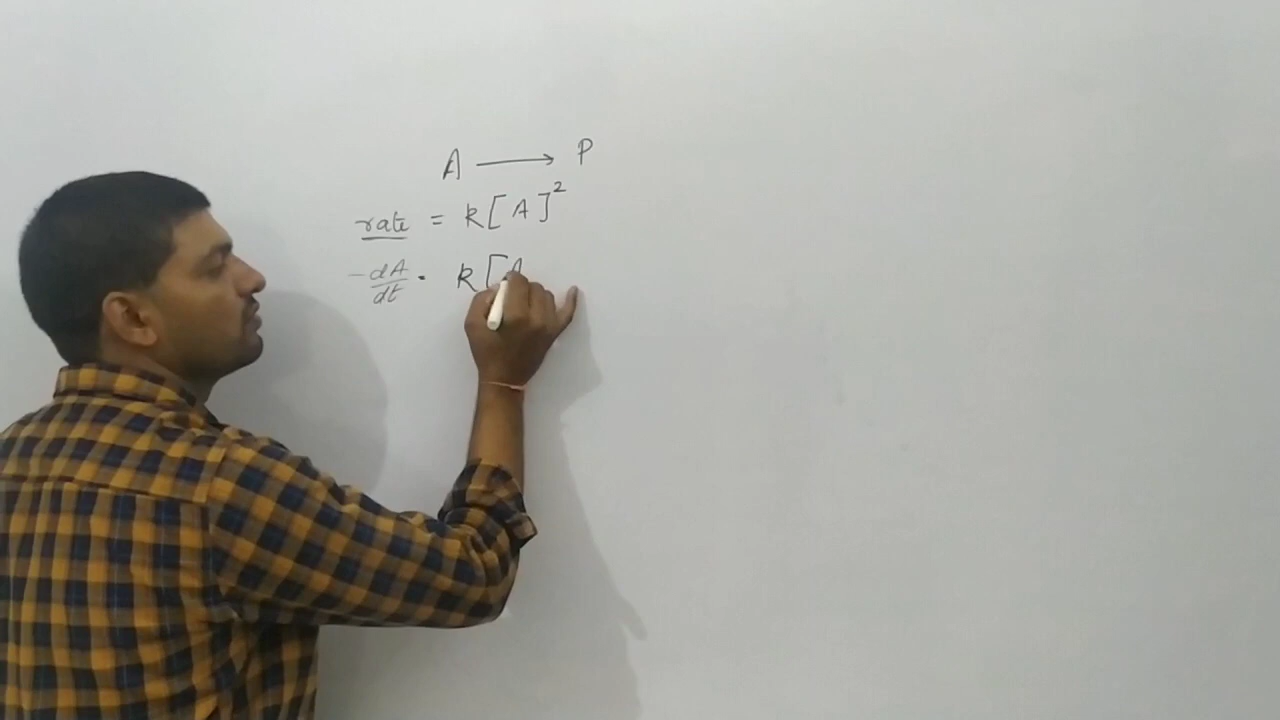 A ⟶ P
rate = k[A]²
-dA/dt = k[A